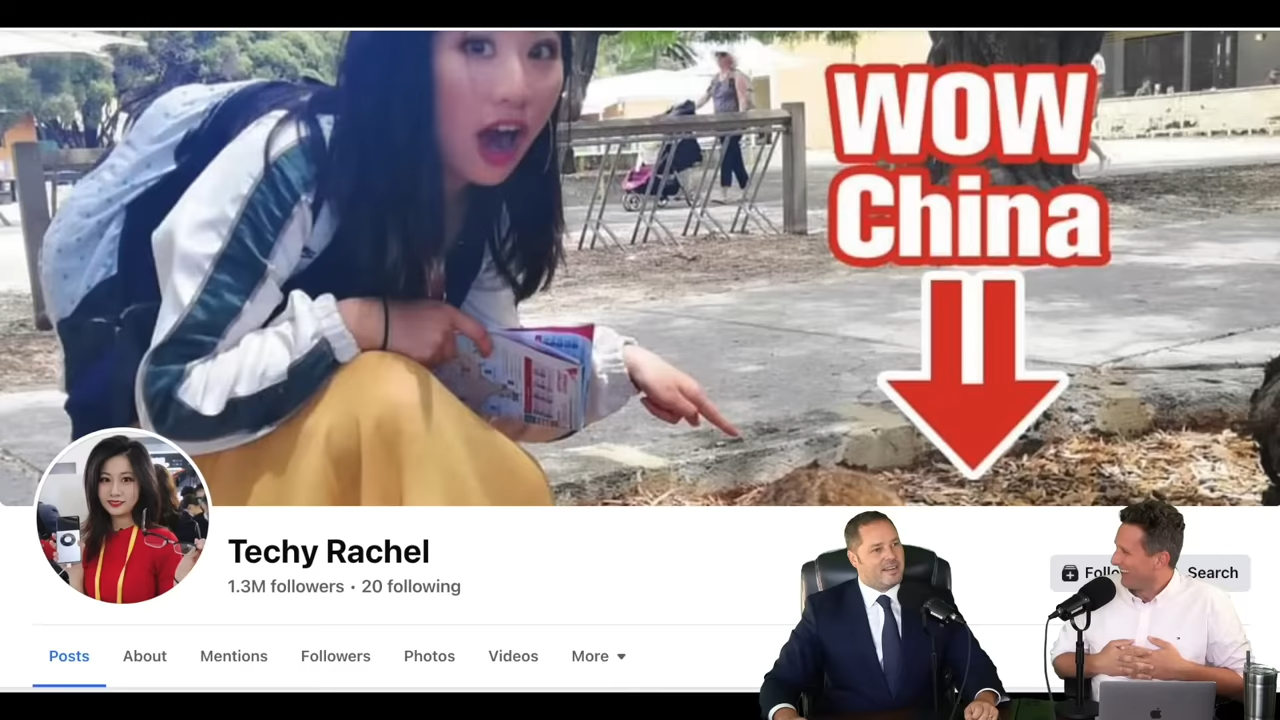 WOW
China
Techy Rachel
1.3M followers · 20 following
Search
Posts
About
Mentions
Followers
Photos
Videos
More